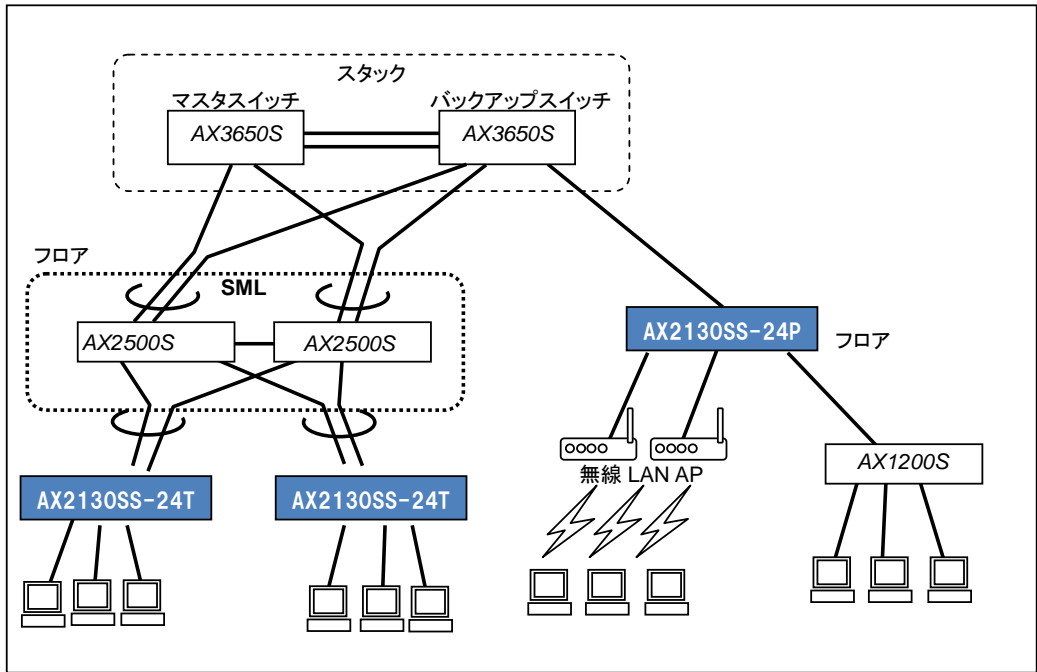 スタック
マスタスイッチ
バックアップスイッチ
AX3650S
AX3650S
フロア
SML
AX2500S
AX2500S
AX2130SS-24P
フロア
無線 LAN AP
AX1200S
AX2130SS-24T
AX2130SS-24T